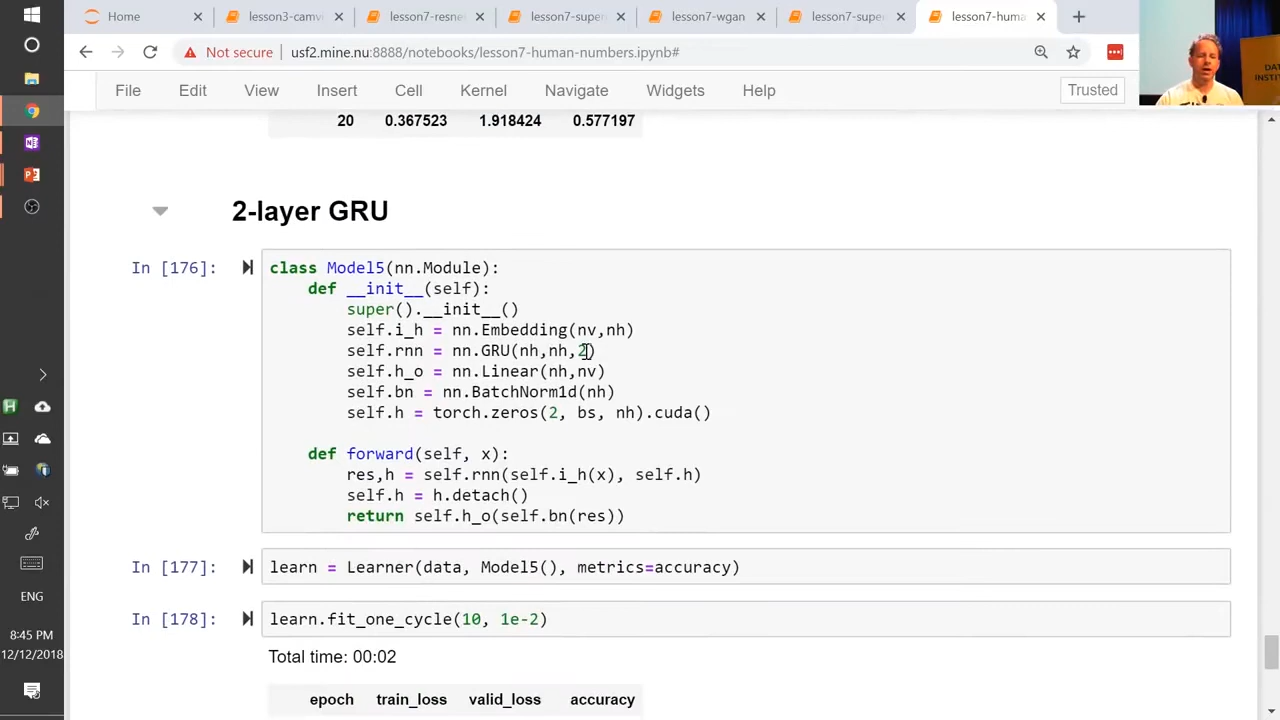 Home
lesson3-camvi
lesson7-resne
lesson7-super
lesson7-wgan
lesson7-super
lesson7-huma
Not secure
usf2.mine.nu:8888/notebooks/lesson7-human-numbers.ipynb#
File Edit View Insert Cell Kernel Navigate Widgets Help
Trusted
20 0.367523 1.918424 0.577197
2-layer GRU
In [176]:
class Model5(nn.Module):
def __init__(self):
super().__init__()
self.i_h = nn.Embedding(nv,nh)
self.rnn = nn.GRU(nh,nh,2)
self.h_o = nn.Linear(nh,nv)
self.bn = nn.BatchNorm1d(nh)
self.h = torch.zeros(2, bs, nh).cuda()
def forward(self, x):
res,h = self.rnn(self.i_h(x), self.h)
self.h = h.detach()
return self.h_o(self.bn(res))
In [177]:
learn = Learner(data, Model5(), metrics=accuracy)
In [178]:
learn.fit_one_cycle(10, 1e-2)
Total time: 00:02
epoch train_loss valid_loss accuracy
ENG
8:45 PM
12/12/2018
DAT
INSTIT